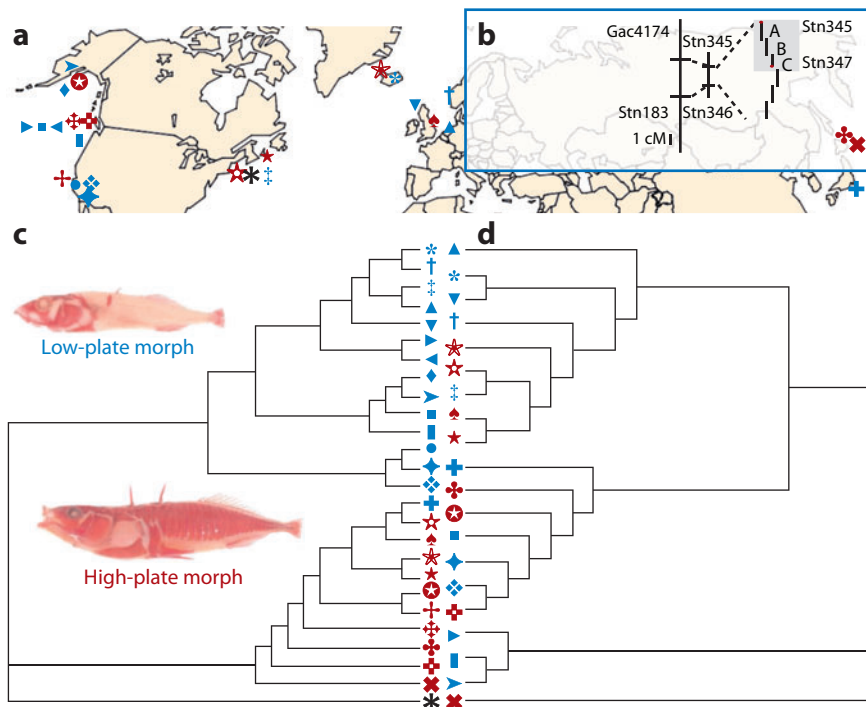 a
b
Gac4174
Stn345
A
B
C
Stn345
Stn347
Stn183
Stn346
1 cM
c
d
Low-plate morph
High-plate morph